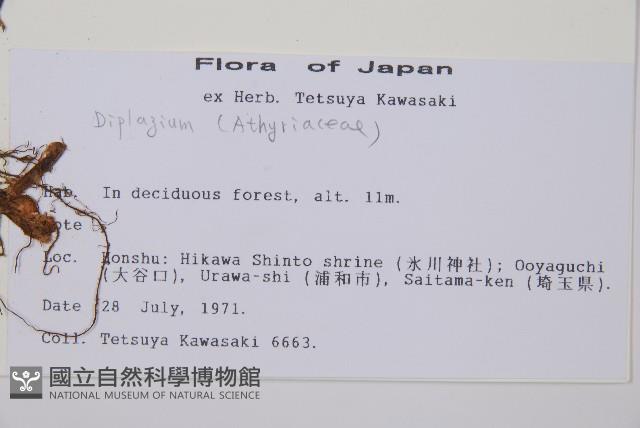 Flora of Japan
ex Herb. Tetsuya Kawasaki
Diplazium (Athyriaceae)
Hab. In deciduous forest, alt. 11m.
Note
Loc. Honshu: Hikawa Shinto shrine (氷川神社); Ooyaguchi
(大谷口), Urawa-shi (浦和市), Saitama-ken (埼玉県).
Date 28 July, 1971.
Coll. Tetsuya Kawasaki 6663.
國立自然科學博物館
NATIONAL MUSEUM OF NATURAL SCIENCE